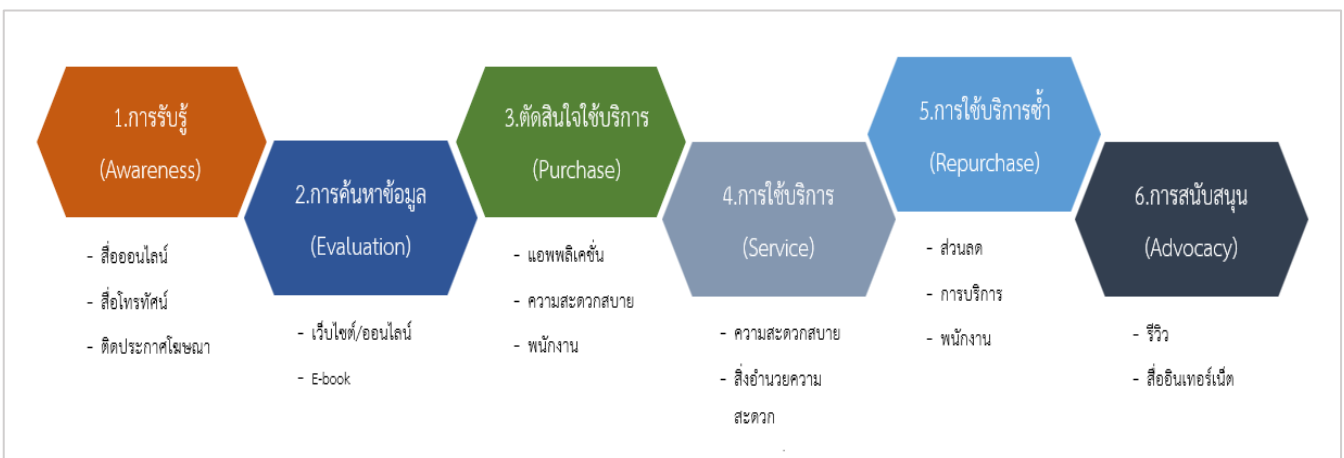 1.การรับรู้
(Awareness)
- สื่อออนไลน์
- สื่อโทรทัศน์
- ติดประกาศโฆษณา
2.การค้นหาข้อมูล
(Evaluation)
- เว็บไซต์/ออนไลน์
- E-book
3.ตัดสินใจใช้บริการ
(Purchase)
- แอพพลิเคชั่น
- ความสะดวกสบาย
- พนักงาน
4.การใช้บริการ
(Service)
- ความสะดวกสบาย
- สิ่งอำนวยความ
สะดวก
5.การใช้บริการซ้ำ
(Repurchase)
- ส่วนลด
- การบริการ
- พนักงาน
6.การสนับสนุน
(Advocacy)
- รีวิว
- สื่ออินเทอร์เน็ต